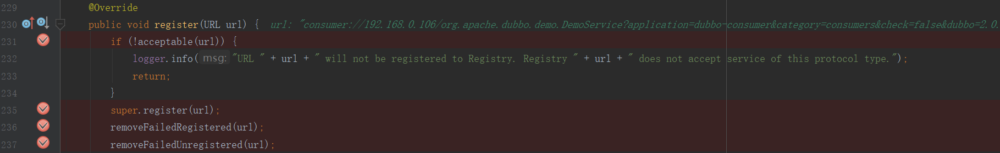 229 @Override
230 public void register(URL url) { url: "consumer://192.168.0.106/org.apache.dubbo.demo.DemoService?application=dubbo-consumer&category=consumers&check=false&dubbo=2.0.
231 if (!acceptable(url)) {
232 logger.info( msg: "URL " + url + " will not be registered to Registry. Registry " + url + " does not accept service of this protocol type.");
233 return;
234 }
235 super.register(url);
236 removeFailedRegistered(url);
237 removeFailedUnregistered(url);